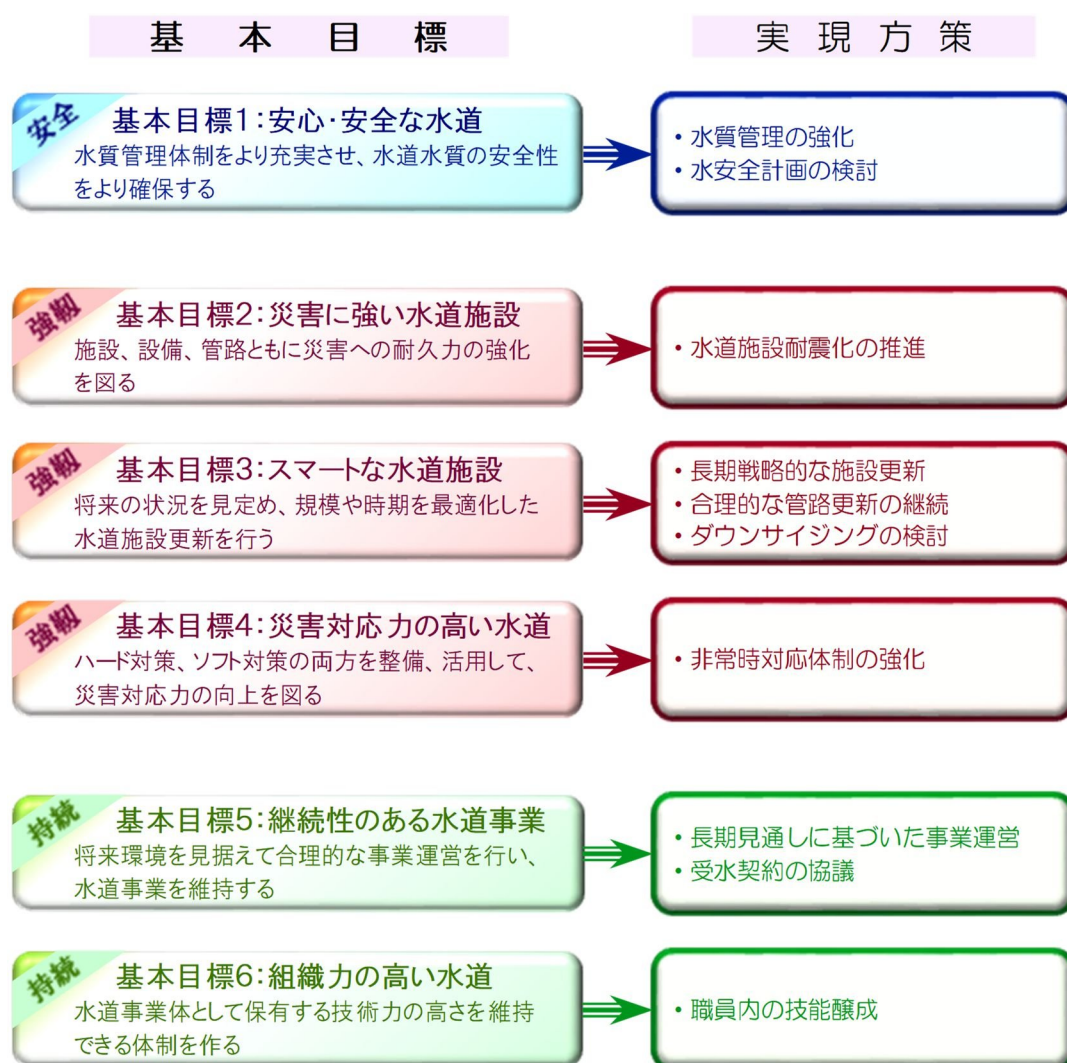 基本目標
実現方策
安全
基本目標1:安心・安全な水道
水質管理体制をより充実させ、水道水質の安全性
をより確保する
・水質管理の強化
・水安全計画の検討
強靱
基本目標2:災害に強い水道施設
施設、設備、管路ともに災害への耐久力の強化
を図る
・水道施設耐震化の推進
強靱
基本目標3:スマートな水道施設
将来の状況を見定め、規模や時期を最適化した
水道施設更新を行う
・長期戦略的な施設更新
・合理的な管路更新の継続
・ダウンサイジングの検討
強靱
基本目標4:災害対応力の高い水道
ハード対策、ソフト対策の両方を整備、活用して、
災害対応力の向上を図る
・非常時対応体制の強化
持続
基本目標5:継続性のある水道事業
将来環境を見据えて合理的な事業運営を行い、
水道事業を維持する
・長期見通しに基づいた事業運営
・受水契約の協議
持続
基本目標6:組織力の高い水道
水道事業体として保有する技術力の高さを維持
できる体制を作る
・職員内の技能醸成